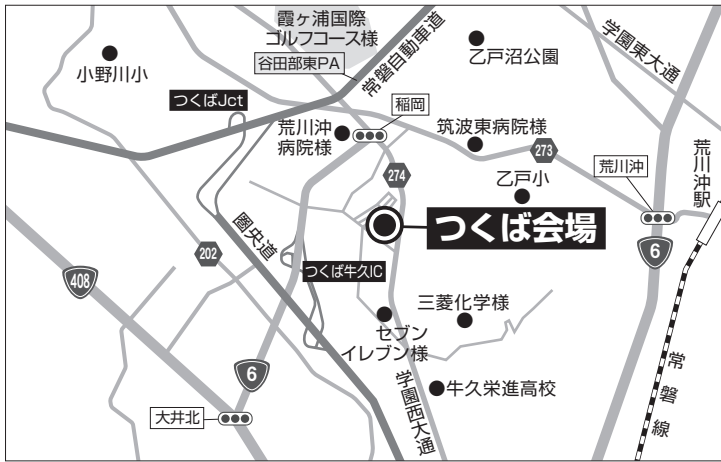 霞ヶ浦国際
ゴルフコース様
谷田部東PA
常磐自動車道
乙戸沼公園
学園東大通
小野川小
つくばJct
荒川沖
病院様
稲岡
筑波東病院様
273
荒川沖
荒川沖駅
274
乙戸小
つくば会場
6
圏央道
202
つくば牛久IC
408
三菱化学様
セブン
イレブン様
6
学園西大通
牛久栄進高校
常磐線
大井北